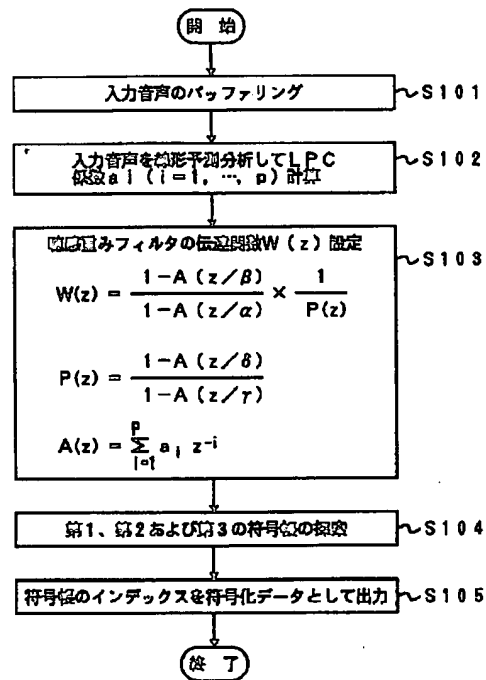 開 始
入力音声のバッファリング
S101
入力音声を線形予測分析してLPC
係数ai (i=1, …, p) 計算
S102
聴感重みフィルタの伝達関数W(z) 設定
S103
W(z) = 1-A(z/β) / 1-A(z/α) × 1 / P(z)
P(z) = 1-A(z/δ) / 1-A(z/γ)
A(z) = Σ p i=1 a i z -i
第1、第2および第3の符号帳の探索
S104
符号帳のインデックスを符号化データとして出力
S105
終 了